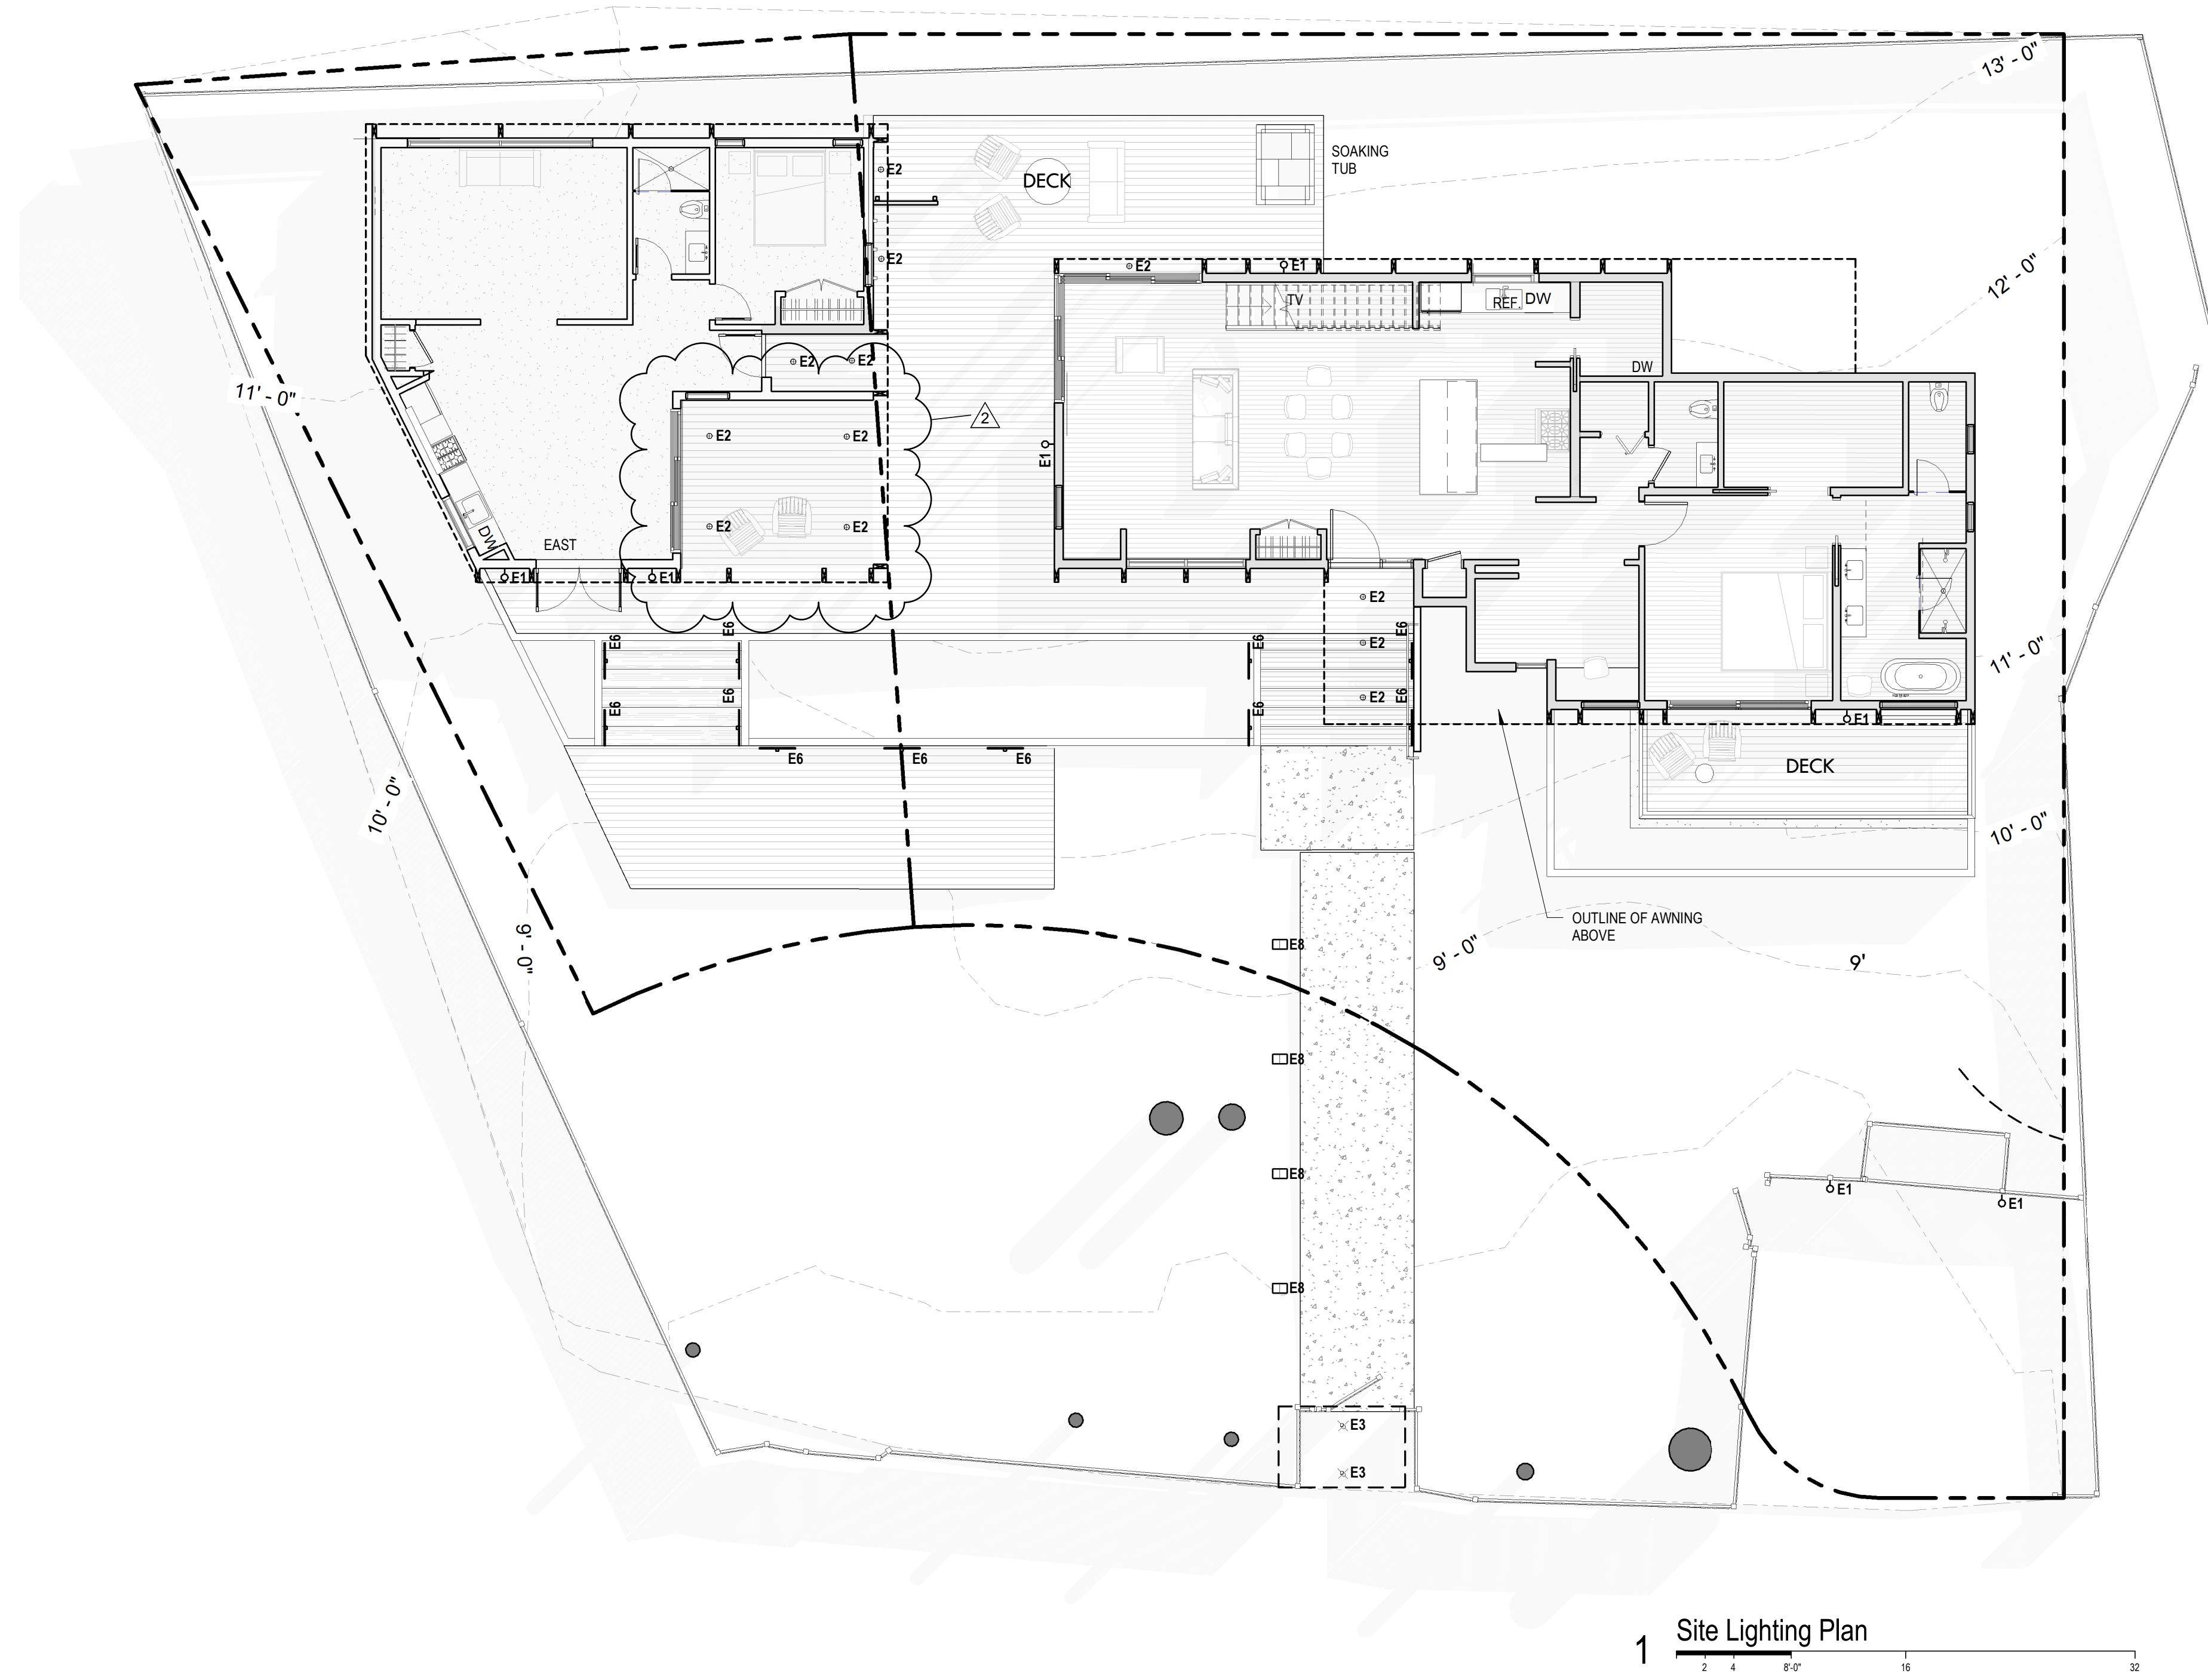 13' - 0"
SOAKING
TUB
E2
DECK
E2
E2
E1
12' - 0"
TV
REF.
DW
E2
E2
DW
11' - 0"
2
E2
E2
E1
E2
E2
DW
EAST
E1
E1
E2
E6
E6
E6
E6
E2
11' - 0"
E6
E6
E6
E6
E2
E1
E6
E6
E6
DECK
10' - 0"
10' - 0"
OUTLINE OF AWNING
ABOVE
9' - 0"
E8
9' - 0"
9'
E8
E8
E1
E1
E8
E3
E3
1
Site Lighting Plan
2
4
8'-0"
16
32